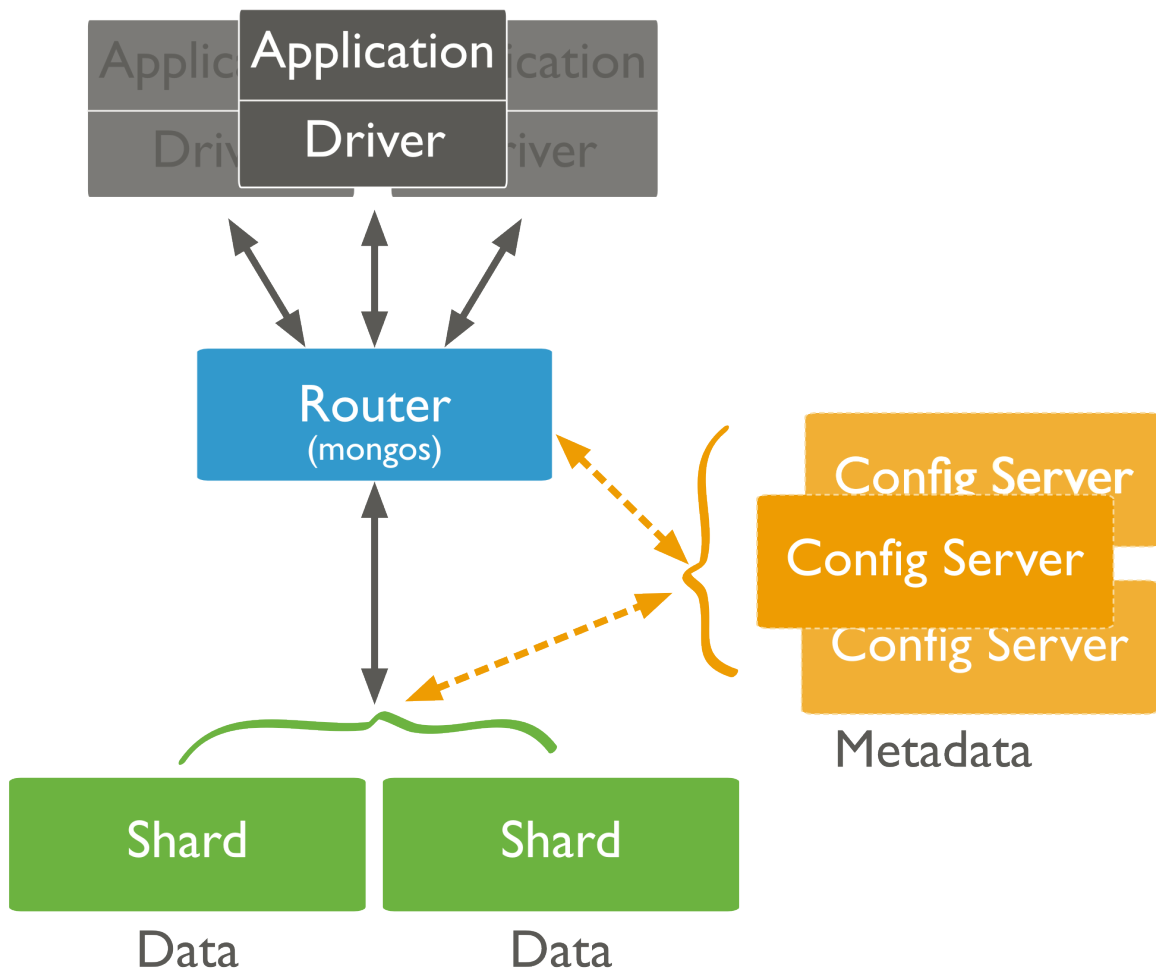 Application
Driver
Router
(mongos)
Config Server
Config Server
Config Server
Metadata
Shard
Shard
Data
Data